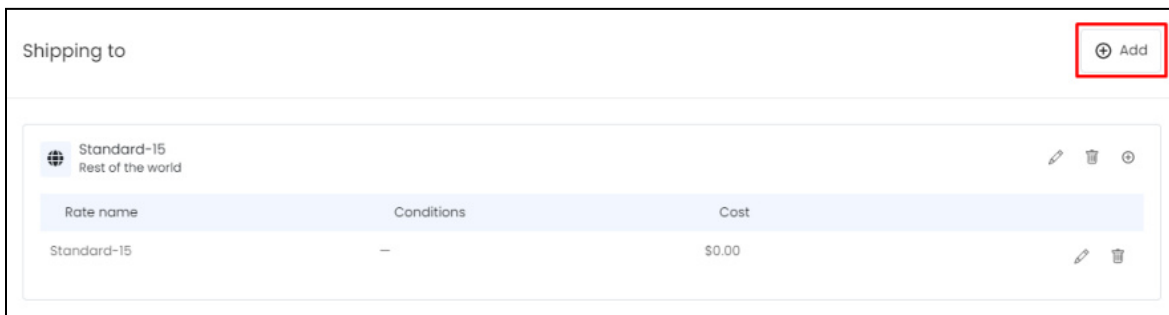 Shipping to
Add
Standard-15
Rest of the world
Rate name Conditions Cost
Standard-15 — $0.00